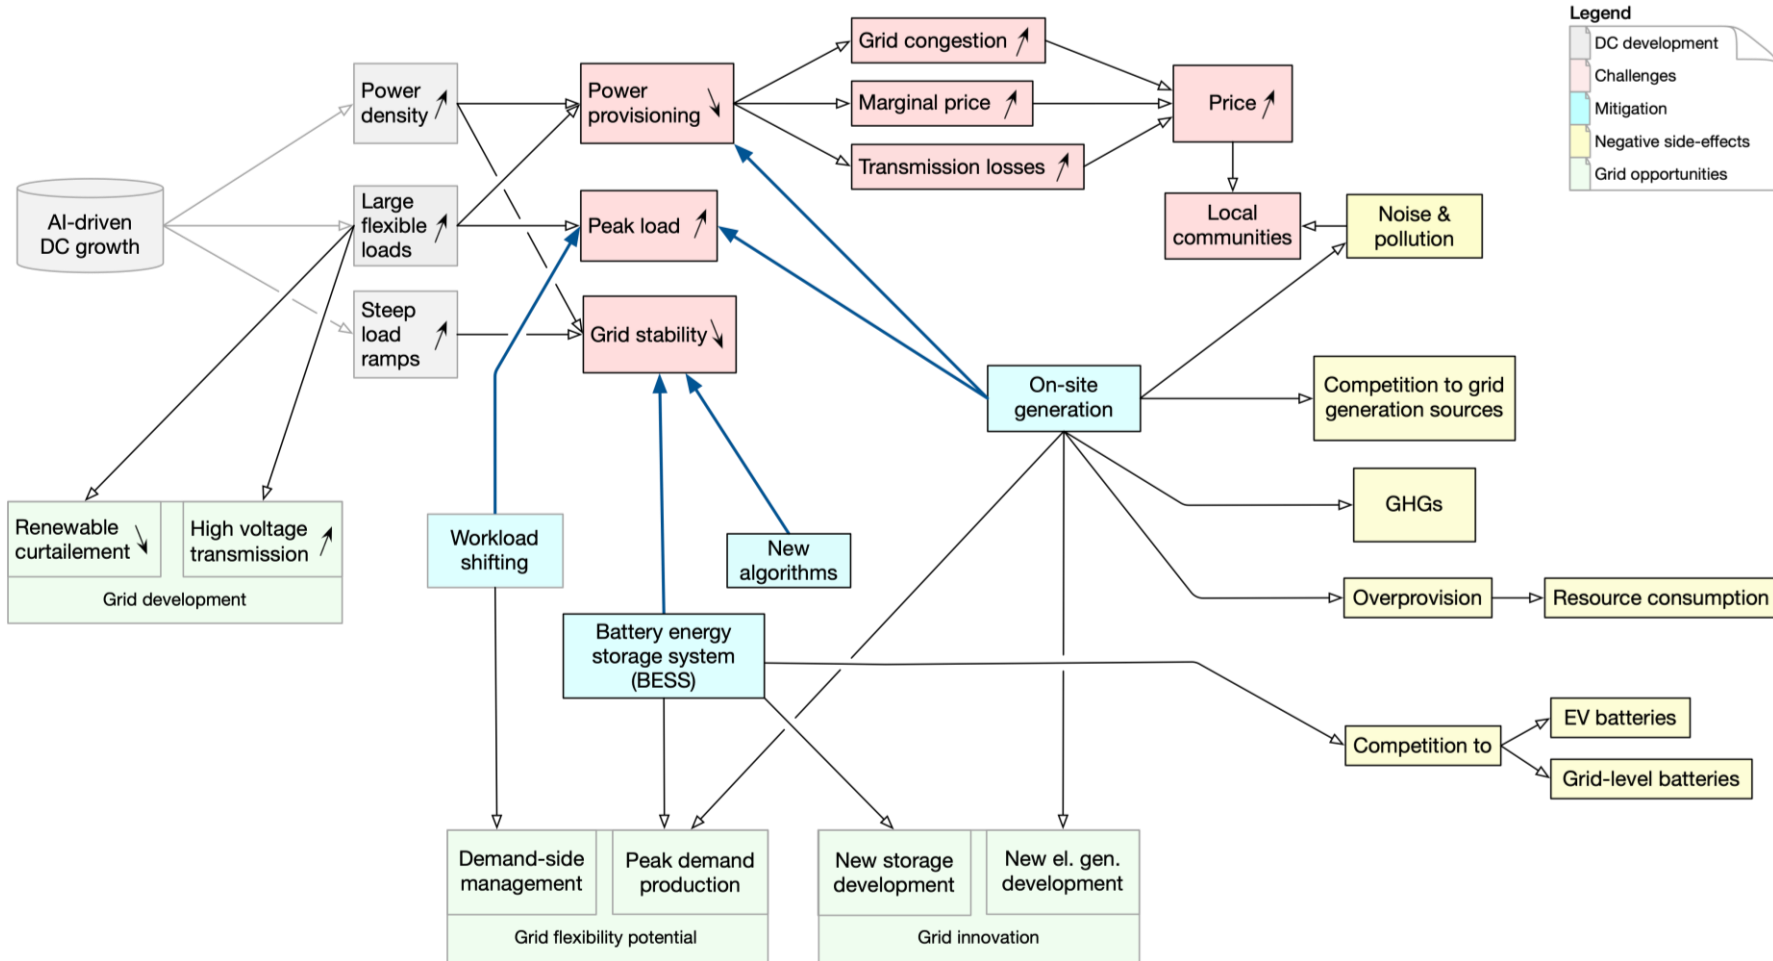 Legend
DC development
Challenges
Mitigation
Negative side-effects
Grid opportunities
AI-driven
DC growth
Power
density
Large
flexible
loads
Steep
load
ramps
Power
provisioning
Peak load
Grid stability
Grid congestion
Marginal price
Transmission losses
Price
Local
communities
Noise &
pollution
On-site
generation
Competition to grid
generation sources
GHGs
Overprovision
Resource consumption
Renewable
curtailement
High voltage
transmission
Grid development
Workload
shifting
New
algorithms
Battery energy
storage system
(BESS)
Competition to
EV batteries
Grid-level batteries
Demand-side
management
Peak demand
production
Grid flexibility potential
New storage
development
New el. gen.
development
Grid innovation